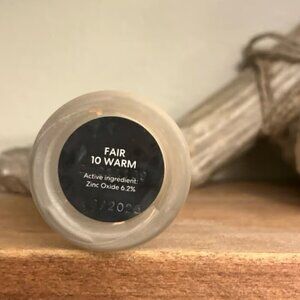 FAIR
10 WARM
Active ingredient:
Zinc Oxide 6.2%